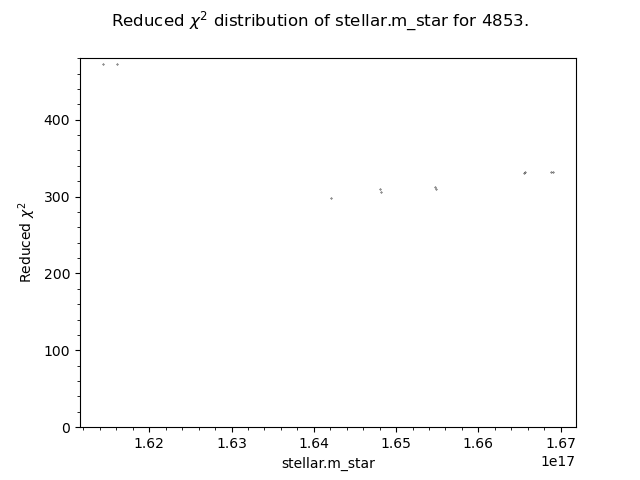 Reduced χ² distribution of stellar.m_star for 4853.
400
300
200
100
0
Reduced χ²
1.62 1.63 1.64 1.65 1.66 1.67
1e17
stellar.m_star